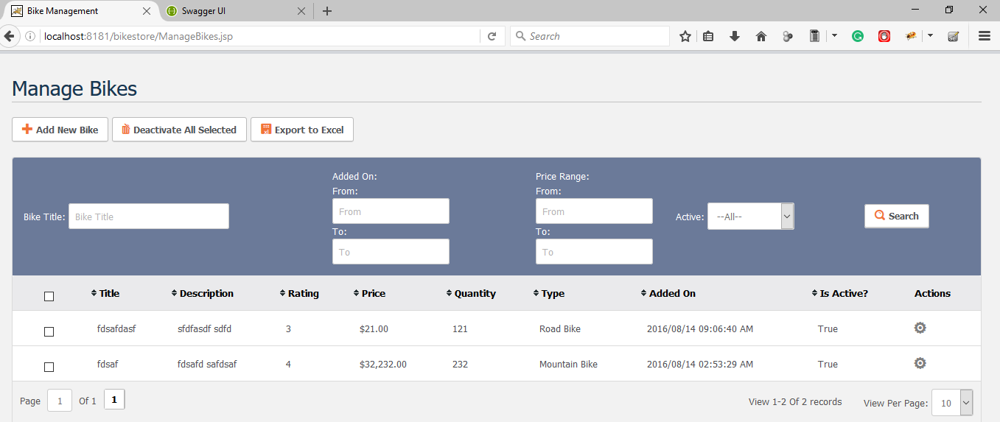 Bike Management
Swagger UI
localhost:8181/bikestore/ManageBikes.jsp
Search
Manage Bikes
Add New Bike
Deactivate All Selected
Export to Excel
Bike Title:
Bike Title
Added On:
From:
From
To:
To
Price Range:
From:
From
To:
To
Active:
--All--
Search
Title Description Rating Price Quantity Type Added On Is Active? Actions
fdsafdasf sfdfasdf sdfd 3 $21.00 121 Road Bike 2016/08/14 09:06:40 AM True
fdsaf fdsafd safdsaf 4 $32,232.00 232 Mountain Bike 2016/08/14 02:53:29 AM True
Page 1 Of 1 1 View 1-2 Of 2 records View Per Page: 10